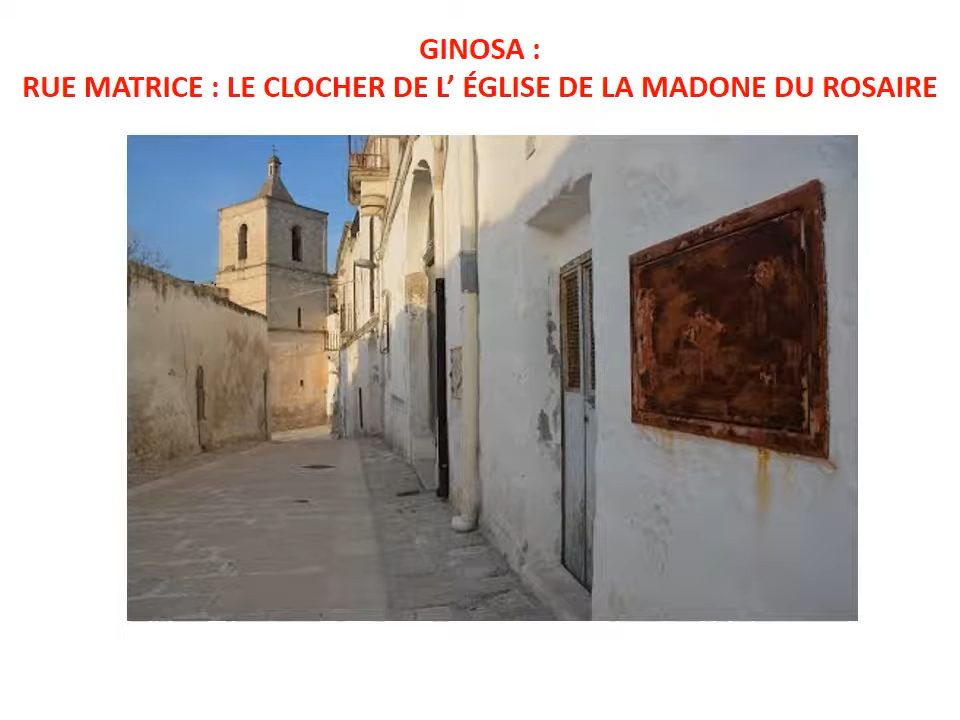 GINOSA :
RUE MATRICE : LE CLOCHER DE L’ ÉGLISE DE LA MADONE DU ROSAIRE